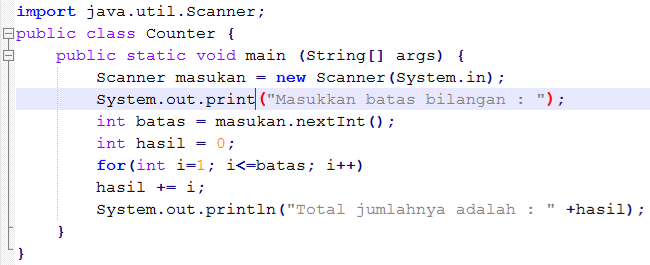 import java.util.Scanner;
public class Counter {
    public static void main (String[] args) {
        Scanner masukan = new Scanner(System.in);
        System.out.print("Masukkan batas bilangan : ");
        int batas = masukan.nextInt();
        int hasil = 0;
        for(int i=1; i<=batas; i++)
        hasil += i;
        System.out.println("Total jumlahnya adalah : " +hasil);
    }
}